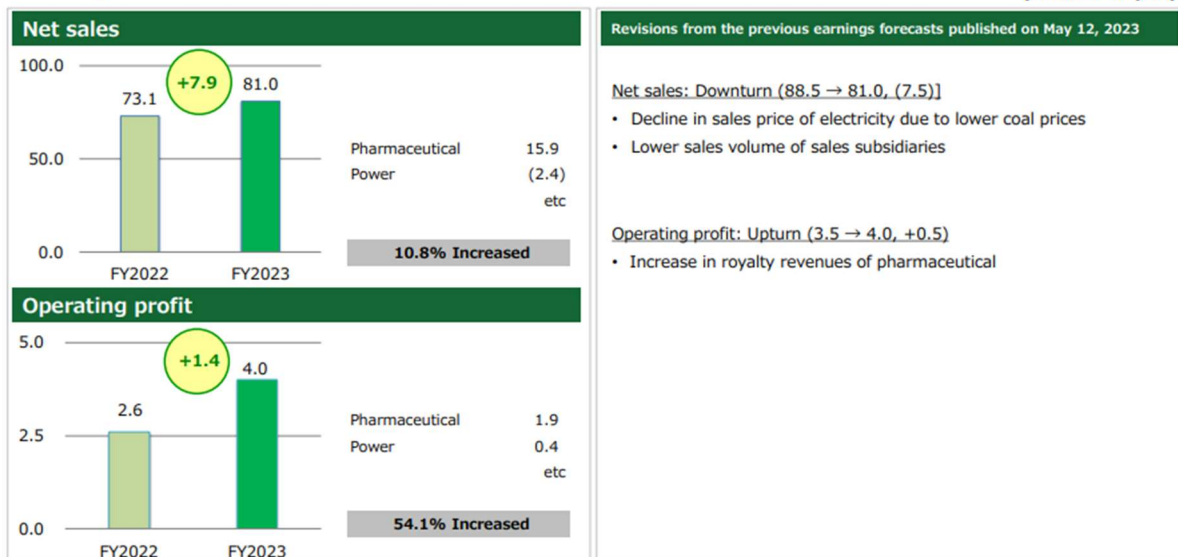 Net sales
100.0
+7.9
73.1
81.0
50.0
Pharmaceutical 15.9
Power (2.4)
etc
0.0
10.8% Increased
FY2022 FY2023
Operating profit
5.0
+1.4
4.0
2.6
2.5
Pharmaceutical 1.9
Power 0.4
etc
0.0
54.1% Increased
FY2022 FY2023
Revisions from the previous earnings forecasts published on May 12, 2023
Net sales: Downturn (88.5 → 81.0, (7.5)]
• Decline in sales price of electricity due to lower coal prices
• Lower sales volume of sales subsidiaries
Operating profit: Upturn (3.5 → 4.0, +0.5)
• Increase in royalty revenues of pharmaceutical